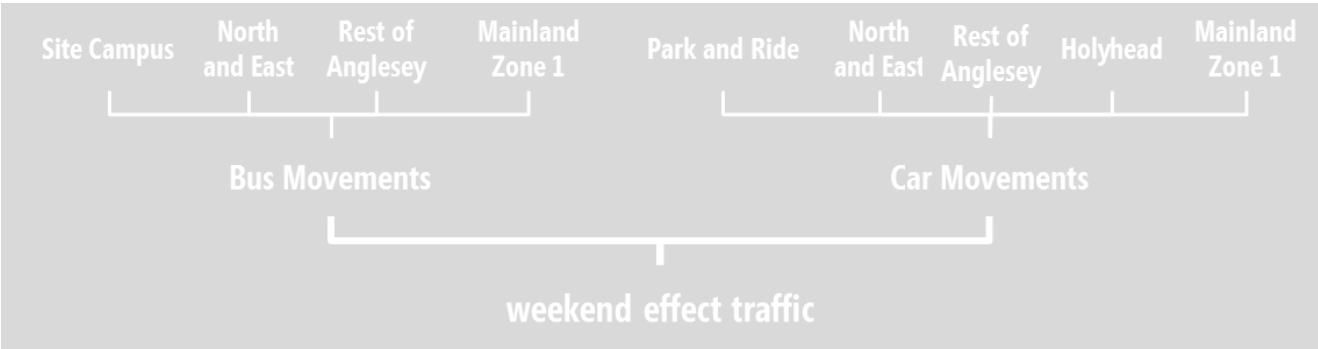 Site Campus
North
and East
Rest of
Anglesey
Mainland
Zone 1
Park and Ride
North
and East
Rest of
Anglesey
Holyhead
Mainland
Zone 1
Bus Movements
Car Movements
weekend effect traffic